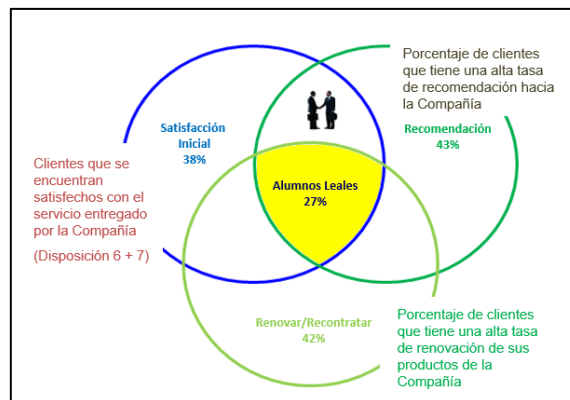 Porcentaje de clientes
que tiene una alta tasa
de recomendación hacia
la Compañía
Satisfacción
Inicial
38%
Recomendación
43%
Clientes que se
encuentran
satisfechos con el
servicio entregado
por la Compañía
(Disposición 6 + 7)
Alumnos Leales
27%
Renovar/Recontratar
42%
Porcentaje de clientes
que tiene una alta tasa
de renovación de sus
productos de la
Compañía